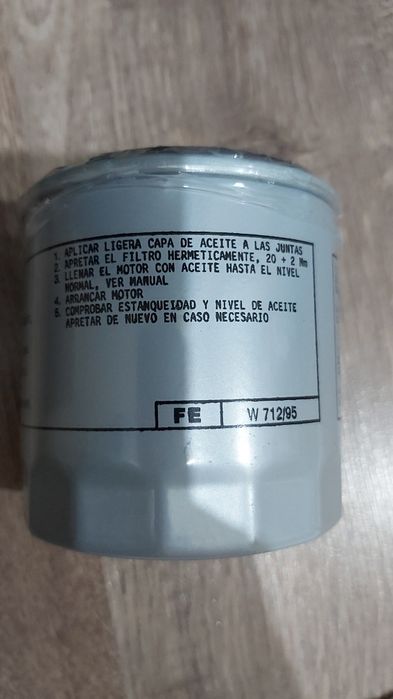 1. APLICAR LIGERA CAPA DE ACEITE A LAS JUNTAS
2. APRETAR EL FILTRO HERMETICAMENTE, 20 + 2 Nm
3. LLENAR EL MOTOR CON ACEITE HASTA EL NIVEL
NORMAL, VER MANUAL
4. ARRANCAR MOTOR
5. COMPROBAR ESTANQUEIDAD Y NIVEL DE ACEITE
APRETAR DE NUEVO EN CASO NECESARIO
FE W 712/95